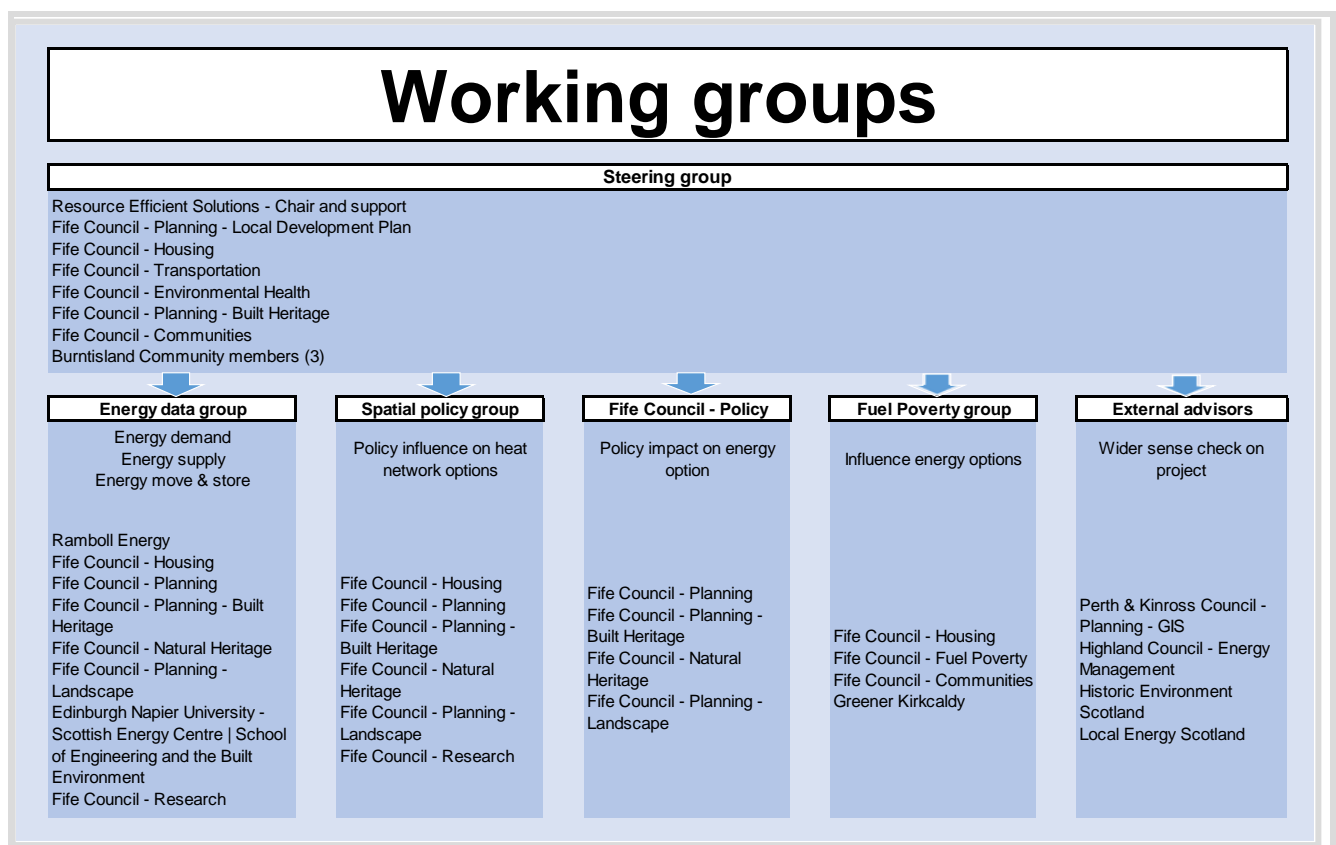 Working groups
Steering group
Resource Efficient Solutions - Chair and support
Fife Council - Planning - Local Development Plan
Fife Council - Housing
Fife Council - Transportation
Fife Council - Environmental Health
Fife Council - Planning - Built Heritage
Fife Council - Communities
Burntisland Community members (3)
Energy data group
Energy demand
Energy supply
Energy move & store
Ramboll Energy
Fife Council - Housing
Fife Council - Planning
Fife Council - Planning - Built
Heritage
Fife Council - Natural Heritage
Fife Council - Planning -
Landscape
Edinburgh Napier University -
Scottish Energy Centre | School
of Engineering and the Built
Environment
Fife Council - Research
Spatial policy group
Policy influence on heat
network options
Fife Council - Housing
Fife Council - Planning
Fife Council - Planning -
Built Heritage
Fife Council - Natural
Heritage
Fife Council - Planning -
Landscape
Fife Council - Research
Fife Council - Policy
Policy impact on energy
option
Fife Council - Planning
Fife Council - Planning -
Built Heritage
Fife Council - Natural
Heritage
Fife Council - Planning -
Landscape
Fuel Poverty group
Influence energy options
Fife Council - Housing
Fife Council - Fuel Poverty
Fife Council - Communities
Greener Kirkcaldy
External advisors
Wider sense check on
project
Perth & Kinross Council -
Planning - GIS
Highland Council - Energy
Management
Historic Environment
Scotland
Local Energy Scotland